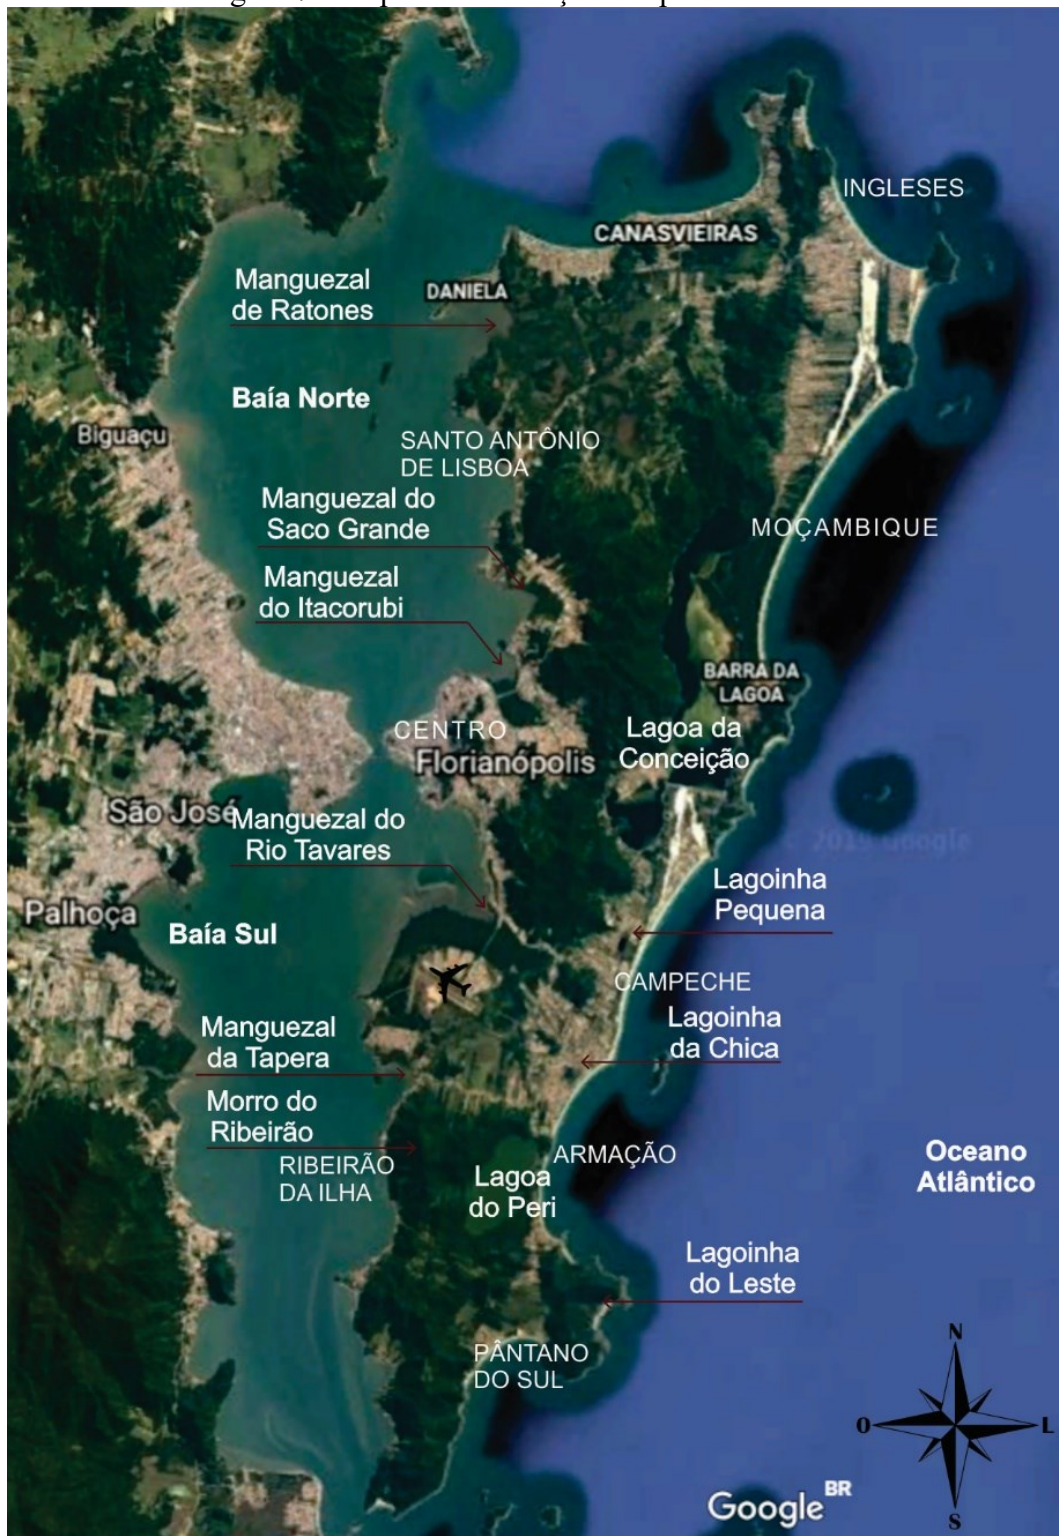 INGLESES
CANASVIEIRAS
Manguezal
de Ratones
DANIELA
Baía Norte
Biguaçu
SANTO ANTÔNIO
DE LISBOA
Manguezal do
Saco Grande
MOÇAMBIQUE
Manguezal
do Itacorubi
BARRA DA
LAGOA
CENTRO
Florianópolis
Lagoa da
Conceição
São José
Manguezal do
Rio Tavares
2019 Google
Lagoinha
Pequena
Palhoça
Baía Sul
CAMPECHE
Lagoinha
da Chica
Manguezal
da Tapera
Morro do
Ribeirão
RIBEIRÃO
DA ILHA
ARMAÇÃO
Lagoa
do Peri
Oceano
Atlântico
Lagoinha
do Leste
PÂNTANO
DO SUL
N
O
L
S
Google BR